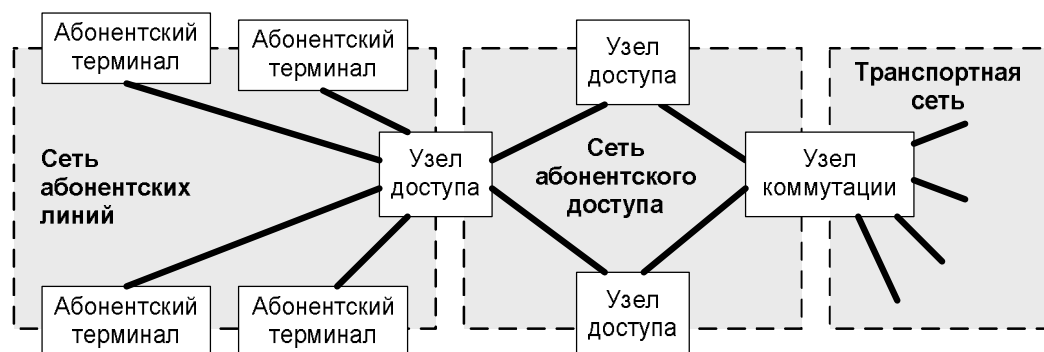 Абонентский
терминал
Абонентский
терминал
Узел
доступа
Транспортная
сеть
Сеть
абонентских
линий
Узел
доступа
Сеть
абонентского
доступа
Узел
коммутации
Абонентский
терминал
Абонентский
терминал
Узел
доступа